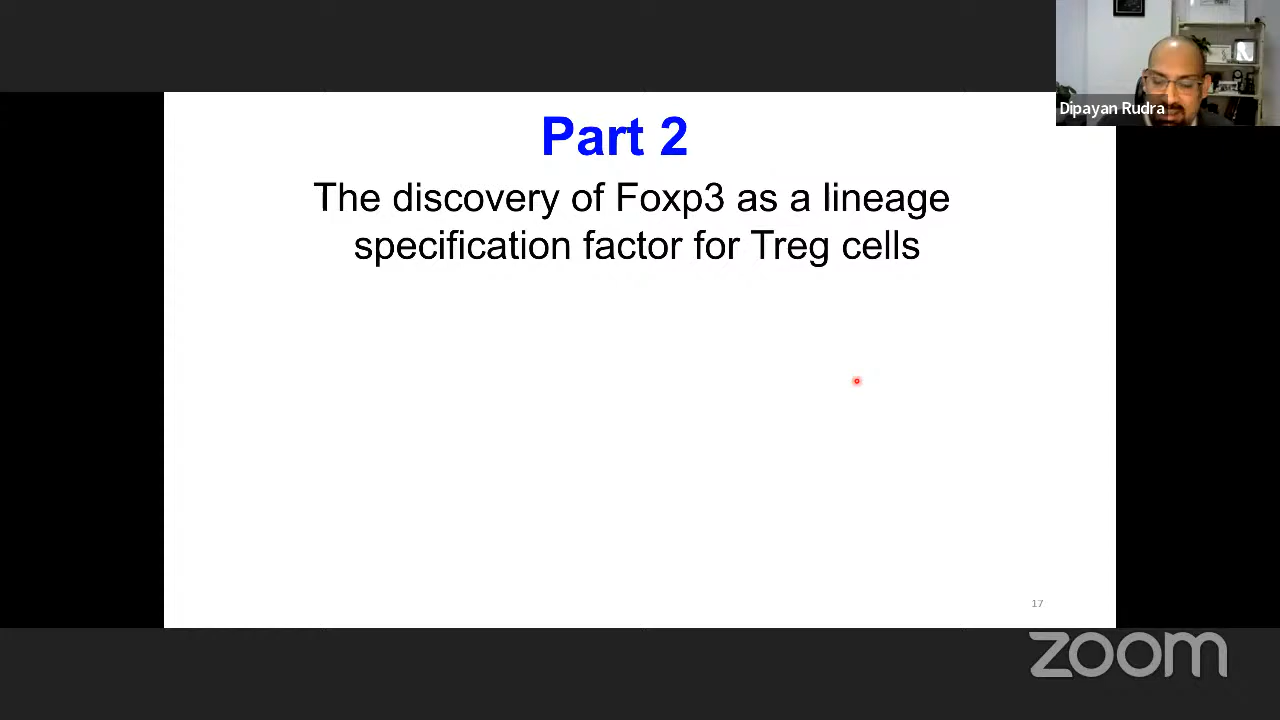 Dipayan Rudra
Part 2
The discovery of Foxp3 as a lineage
specification factor for Treg cells
17
zoom